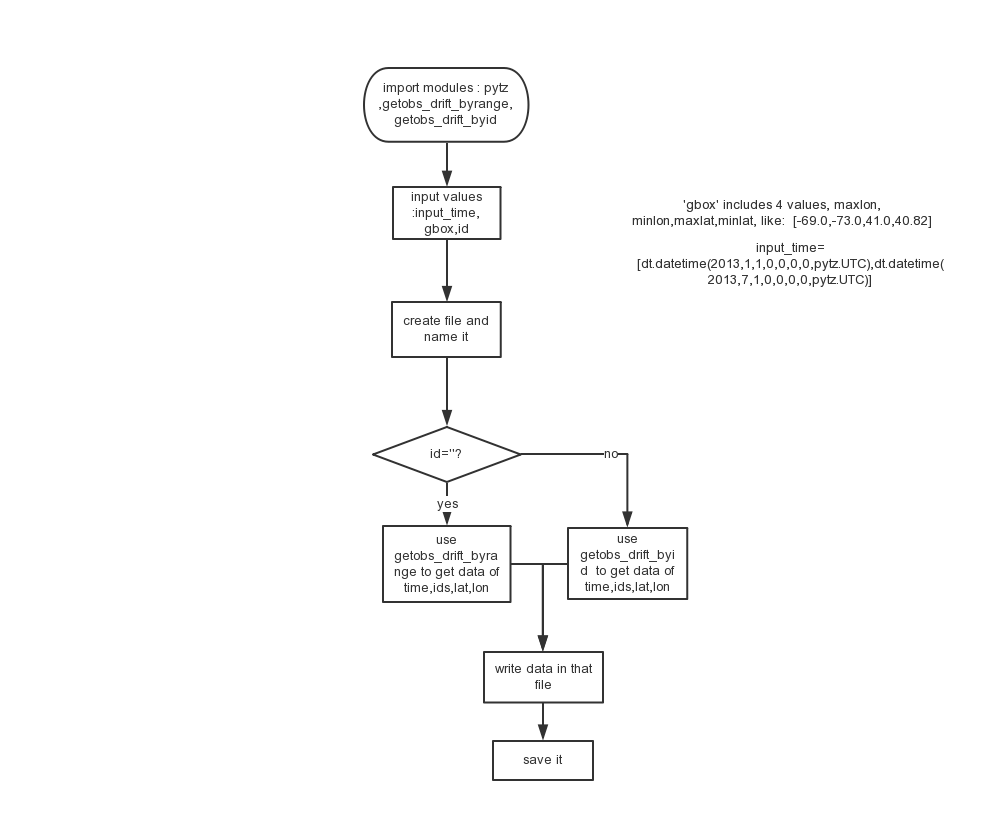 import modules : pytz
,getobs_drift_byrange,
getobs_drift_byid
input values
:input_time,
gbox,id
'gbox' includes 4 values, maxlon,
minlon,maxlat,minlat, like:  [-69.0,-73.0,41.0,40.82]
input_time=
[dt.datetime(2013,1,1,0,0,0,0,pytz.UTC),dt.datetime(
2013,7,1,0,0,0,0,pytz.UTC)]
create file and
name it
id=''?
no
yes
use
getobs_drift_byra
nge to get data of
time,ids,lat,lon
use
getobs_drift_byi
d  to get data of
time,ids,lat,lon
write data in that
file
save it